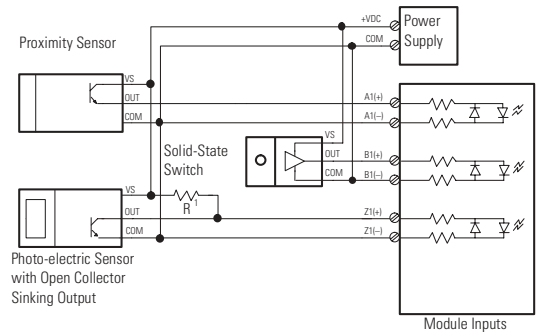 +VDC
Power
Supply
COM
Proximity Sensor
VS
OUT
COM
A1(+)
A1(–)
Solid-State
Switch
VS
OUT
COM
B1(+)
B1(–)
VS
R1
OUT
COM
Z1(+)
Z1(–)
Photo-electric Sensor
with Open Collector
Sinking Output
Module Inputs